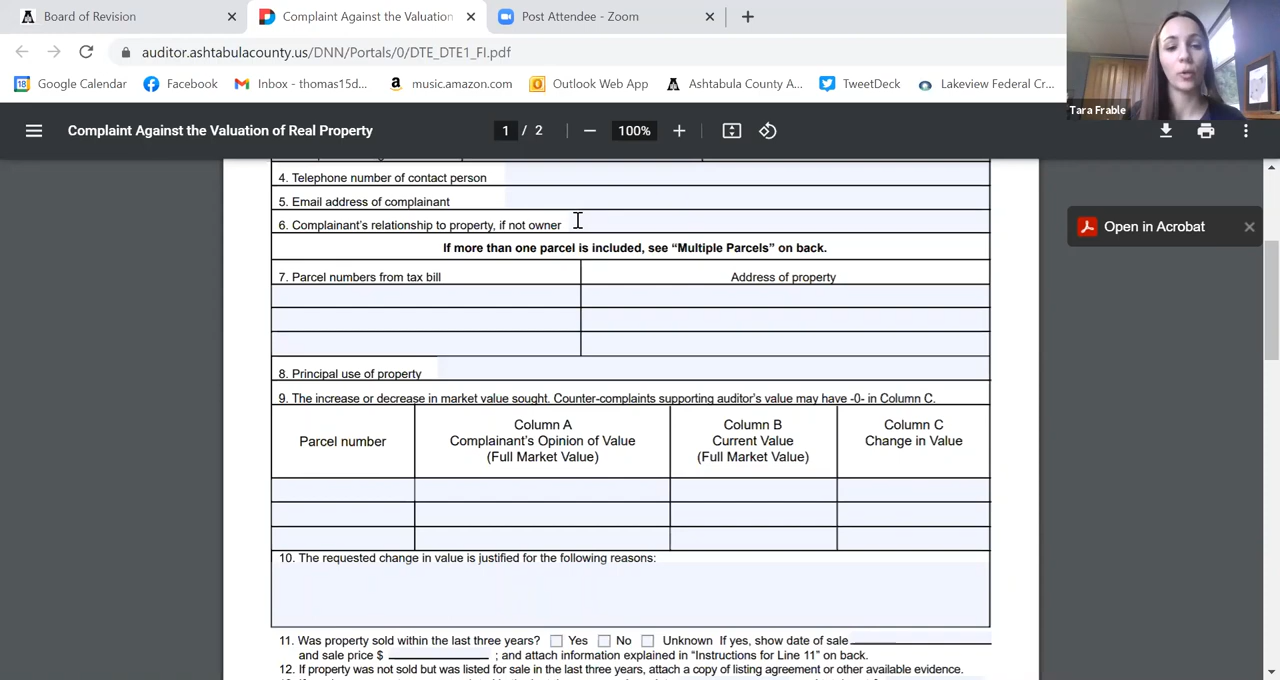 Board of Revision
Complaint Against the Valuation
Post Attendee - Zoom
auditor.ashtabulacounty.us/DNN/Portals/0/DTE_DTE1_FI.pdf
18 Google Calendar
Facebook
Inbox - thomas15d...
music.amazon.com
Outlook Web App
Ashtabula County A...
TweetDeck
Lakeview Federal Cr...
Tara Frable
Complaint Against the Valuation of Real Property
1 / 2
100%
Open in Acrobat
4. Telephone number of contact person
5. Email address of complainant
6. Complainant's relationship to property, if not owner
If more than one parcel is included, see “Multiple Parcels” on back.
7. Parcel numbers from tax bill
Address of property
8. Principal use of property
9. The increase or decrease in market value sought. Counter-complaints supporting auditor's value may have -0- in Column C.
Parcel number
Column A
Complainant's Opinion of Value
(Full Market Value)
Column B
Current Value
(Full Market Value)
Column C
Change in Value
10. The requested change in value is justified for the following reasons:
11. Was property sold within the last three years? Yes No Unknown If yes, show date of sale
and sale price $ ; and attach information explained in “Instructions for Line 11” on back.
12. If property was not sold but was listed for sale in the last three years, attach a copy of listing agreement or other available evidence.